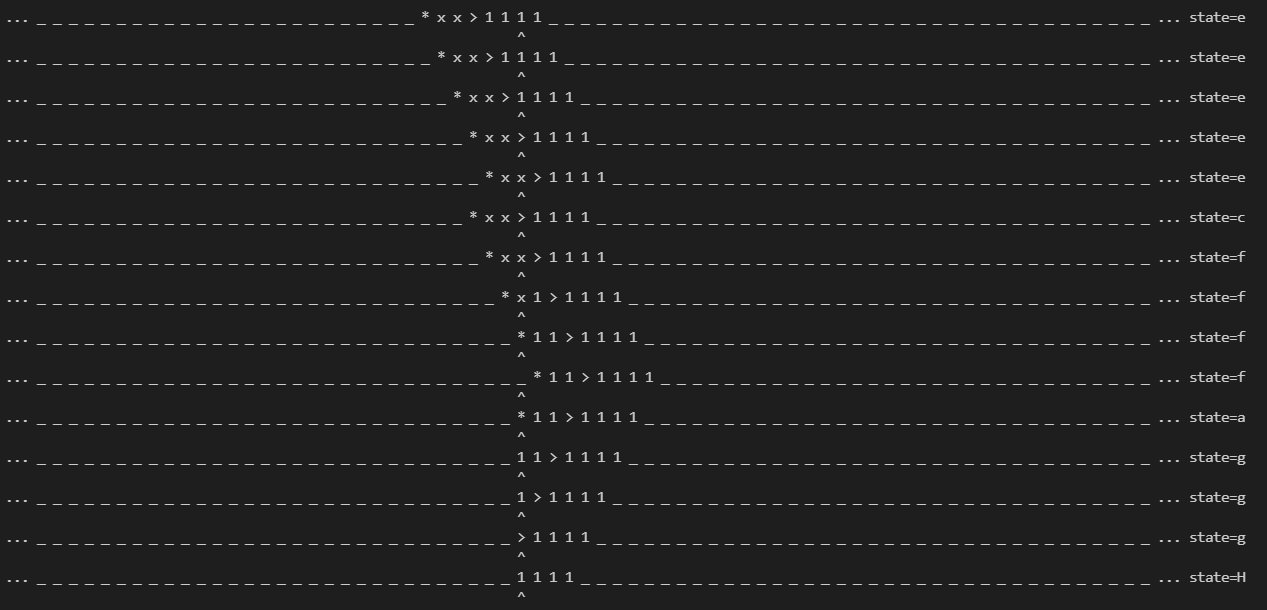 ... _ _ _ _ _ _ _ _ _ _ _ _ _ _ _ _ _ _ _ _ _ _ _ _ * x x > 1 1 1 1 _ _ _ _ _ _ _ _ _ _ _ _ _ _ _ _ _ _ _ _ _ _ _ _ _ _ _ _ _ _ _ _ _ _ _ _ _ _ ... state=e
^
... _ _ _ _ _ _ _ _ _ _ _ _ _ _ _ _ _ _ _ _ _ _ _ _ _ * x x > 1 1 1 1 _ _ _ _ _ _ _ _ _ _ _ _ _ _ _ _ _ _ _ _ _ _ _ _ _ _ _ _ _ _ _ _ _ _ _ _ _ ... state=e
^
... _ _ _ _ _ _ _ _ _ _ _ _ _ _ _ _ _ _ _ _ _ _ _ _ _ _ * x x > 1 1 1 1 _ _ _ _ _ _ _ _ _ _ _ _ _ _ _ _ _ _ _ _ _ _ _ _ _ _ _ _ _ _ _ _ _ _ _ _ ... state=e
^
... _ _ _ _ _ _ _ _ _ _ _ _ _ _ _ _ _ _ _ _ _ _ _ _ _ _ _ * x x > 1 1 1 1 _ _ _ _ _ _ _ _ _ _ _ _ _ _ _ _ _ _ _ _ _ _ _ _ _ _ _ _ _ _ _ _ _ _ _ ... state=e
^
... _ _ _ _ _ _ _ _ _ _ _ _ _ _ _ _ _ _ _ _ _ _ _ _ _ _ _ _ * x x > 1 1 1 1 _ _ _ _ _ _ _ _ _ _ _ _ _ _ _ _ _ _ _ _ _ _ _ _ _ _ _ _ _ _ _ _ _ _ ... state=e
^
... _ _ _ _ _ _ _ _ _ _ _ _ _ _ _ _ _ _ _ _ _ _ _ _ _ _ _ * x x > 1 1 1 1 _ _ _ _ _ _ _ _ _ _ _ _ _ _ _ _ _ _ _ _ _ _ _ _ _ _ _ _ _ _ _ _ _ _ _ ... state=c
^
... _ _ _ _ _ _ _ _ _ _ _ _ _ _ _ _ _ _ _ _ _ _ _ _ _ _ _ _ * x x > 1 1 1 1 _ _ _ _ _ _ _ _ _ _ _ _ _ _ _ _ _ _ _ _ _ _ _ _ _ _ _ _ _ _ _ _ _ _ ... state=f
^
... _ _ _ _ _ _ _ _ _ _ _ _ _ _ _ _ _ _ _ _ _ _ _ _ _ _ _ _ _ * x 1 > 1 1 1 1 _ _ _ _ _ _ _ _ _ _ _ _ _ _ _ _ _ _ _ _ _ _ _ _ _ _ _ _ _ _ _ _ _ ... state=f
^
... _ _ _ _ _ _ _ _ _ _ _ _ _ _ _ _ _ _ _ _ _ _ _ _ _ _ _ _ _ _ * 1 1 > 1 1 1 1 _ _ _ _ _ _ _ _ _ _ _ _ _ _ _ _ _ _ _ _ _ _ _ _ _ _ _ _ _ _ _ _ ... state=f
^
... _ _ _ _ _ _ _ _ _ _ _ _ _ _ _ _ _ _ _ _ _ _ _ _ _ _ _ _ _ _ _ * 1 1 > 1 1 1 1 _ _ _ _ _ _ _ _ _ _ _ _ _ _ _ _ _ _ _ _ _ _ _ _ _ _ _ _ _ _ _ ... state=f
^
... _ _ _ _ _ _ _ _ _ _ _ _ _ _ _ _ _ _ _ _ _ _ _ _ _ _ _ _ _ _ * 1 1 > 1 1 1 1 _ _ _ _ _ _ _ _ _ _ _ _ _ _ _ _ _ _ _ _ _ _ _ _ _ _ _ _ _ _ _ _ ... state=a
^
... _ _ _ _ _ _ _ _ _ _ _ _ _ _ _ _ _ _ _ _ _ _ _ _ _ _ _ _ _ _ 1 1 > 1 1 1 1 _ _ _ _ _ _ _ _ _ _ _ _ _ _ _ _ _ _ _ _ _ _ _ _ _ _ _ _ _ _ _ _ _ ... state=g
^
... _ _ _ _ _ _ _ _ _ _ _ _ _ _ _ _ _ _ _ _ _ _ _ _ _ _ _ _ _ _ 1 > 1 1 1 1 _ _ _ _ _ _ _ _ _ _ _ _ _ _ _ _ _ _ _ _ _ _ _ _ _ _ _ _ _ _ _ _ _ _ ... state=g
^
... _ _ _ _ _ _ _ _ _ _ _ _ _ _ _ _ _ _ _ _ _ _ _ _ _ _ _ _ _ _ > 1 1 1 1 _ _ _ _ _ _ _ _ _ _ _ _ _ _ _ _ _ _ _ _ _ _ _ _ _ _ _ _ _ _ _ _ _ _ _ ... state=g
^
... _ _ _ _ _ _ _ _ _ _ _ _ _ _ _ _ _ _ _ _ _ _ _ _ _ _ _ _ _ _ 1 1 1 1 _ _ _ _ _ _ _ _ _ _ _ _ _ _ _ _ _ _ _ _ _ _ _ _ _ _ _ _ _ _ _ _ _ _ _ _ ... state=H
^